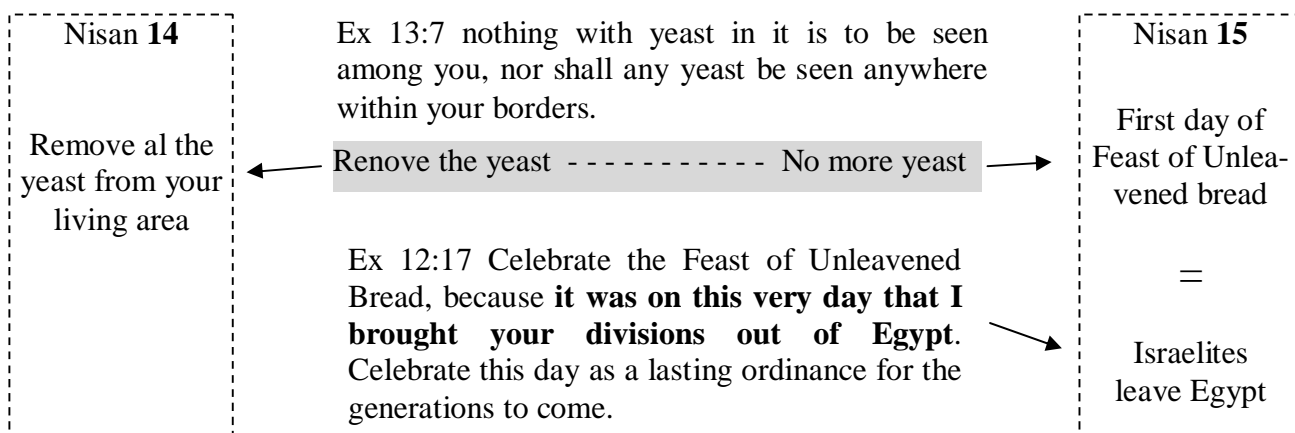 Nisan 14
Remove al the
yeast from your
living area
Ex 13:7 nothing with yeast in it is to be seen
among you, nor shall any yeast be seen anywhere
within your borders.
Renove the yeast - - - - - - - - - - - No more yeast
Ex 12:17 Celebrate the Feast of Unleavened
Bread, because it was on this very day that I
brought your divisions out of Egypt.
Celebrate this day as a lasting ordinance for the
generations to come.
Nisan 15
First day of
Feast of Unlea-
vened bread
=
Israelites
leave Egypt